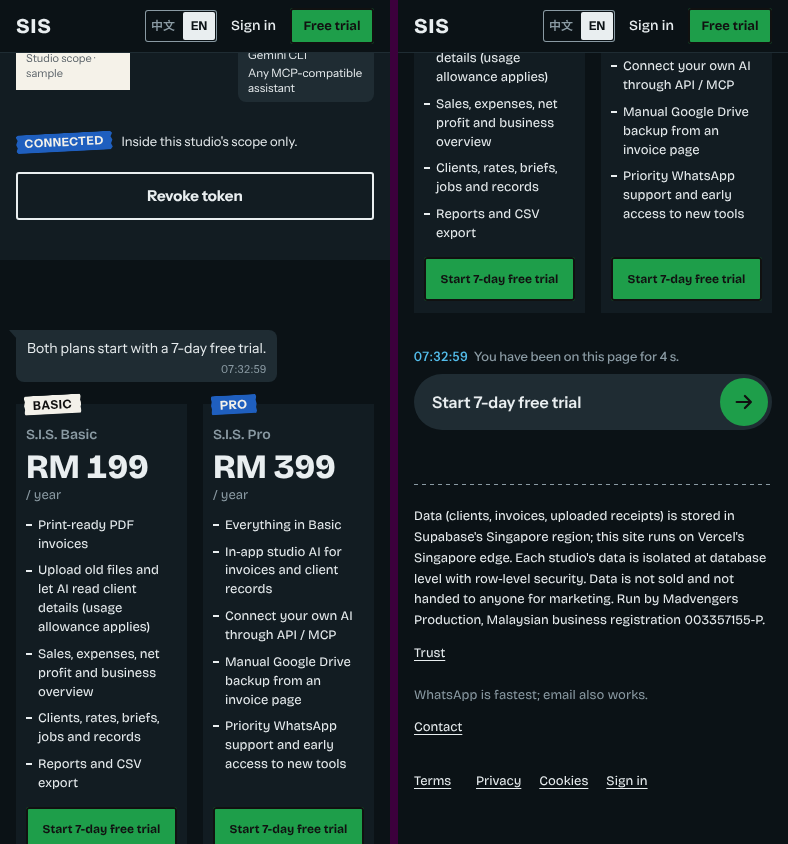 SIS
中文
EN
Sign in
Free trial
Studio scope ·
sample
Gemini CLI
Any MCP-compatible
assistant
CONNECTED
Inside this studio's scope only.
Revoke token
Both plans start with a 7-day free trial.
07:32:59
BASIC
S.I.S. Basic
RM 199
/ year
Print-ready PDF
invoices
Upload old files and
let AI read client
details (usage
allowance applies)
Sales, expenses, net
profit and business
overview
Clients, rates, briefs,
jobs and records
Reports and CSV
export
Start 7-day free trial
PRO
S.I.S. Pro
RM 399
/ year
Everything in Basic
In-app studio AI for
invoices and client
records
Connect your own AI
through API / MCP
Manual Google Drive
backup from an
invoice page
Priority WhatsApp
support and early
access to new tools
Start 7-day free trial
SIS
中文
EN
Sign in
Free trial
details (usage
allowance applies)
Sales, expenses, net
profit and business
overview
Clients, rates, briefs,
jobs and records
Reports and CSV
export
Start 7-day free trial
Connect your own AI
through API / MCP
Manual Google Drive
backup from an
invoice page
Priority WhatsApp
support and early
access to new tools
Start 7-day free trial
07:32:59 You have been on this page for 4 s.
Start 7-day free trial
Data (clients, invoices, uploaded receipts) is stored in
Supabase's Singapore region; this site runs on Vercel's
Singapore edge. Each studio's data is isolated at database
level with row-level security. Data is not sold and not
handed to anyone for marketing. Run by Madvengers
Production, Malaysian business registration 003357155-P.
Trust
WhatsApp is fastest; email also works.
Contact
Terms Privacy Cookies Sign in